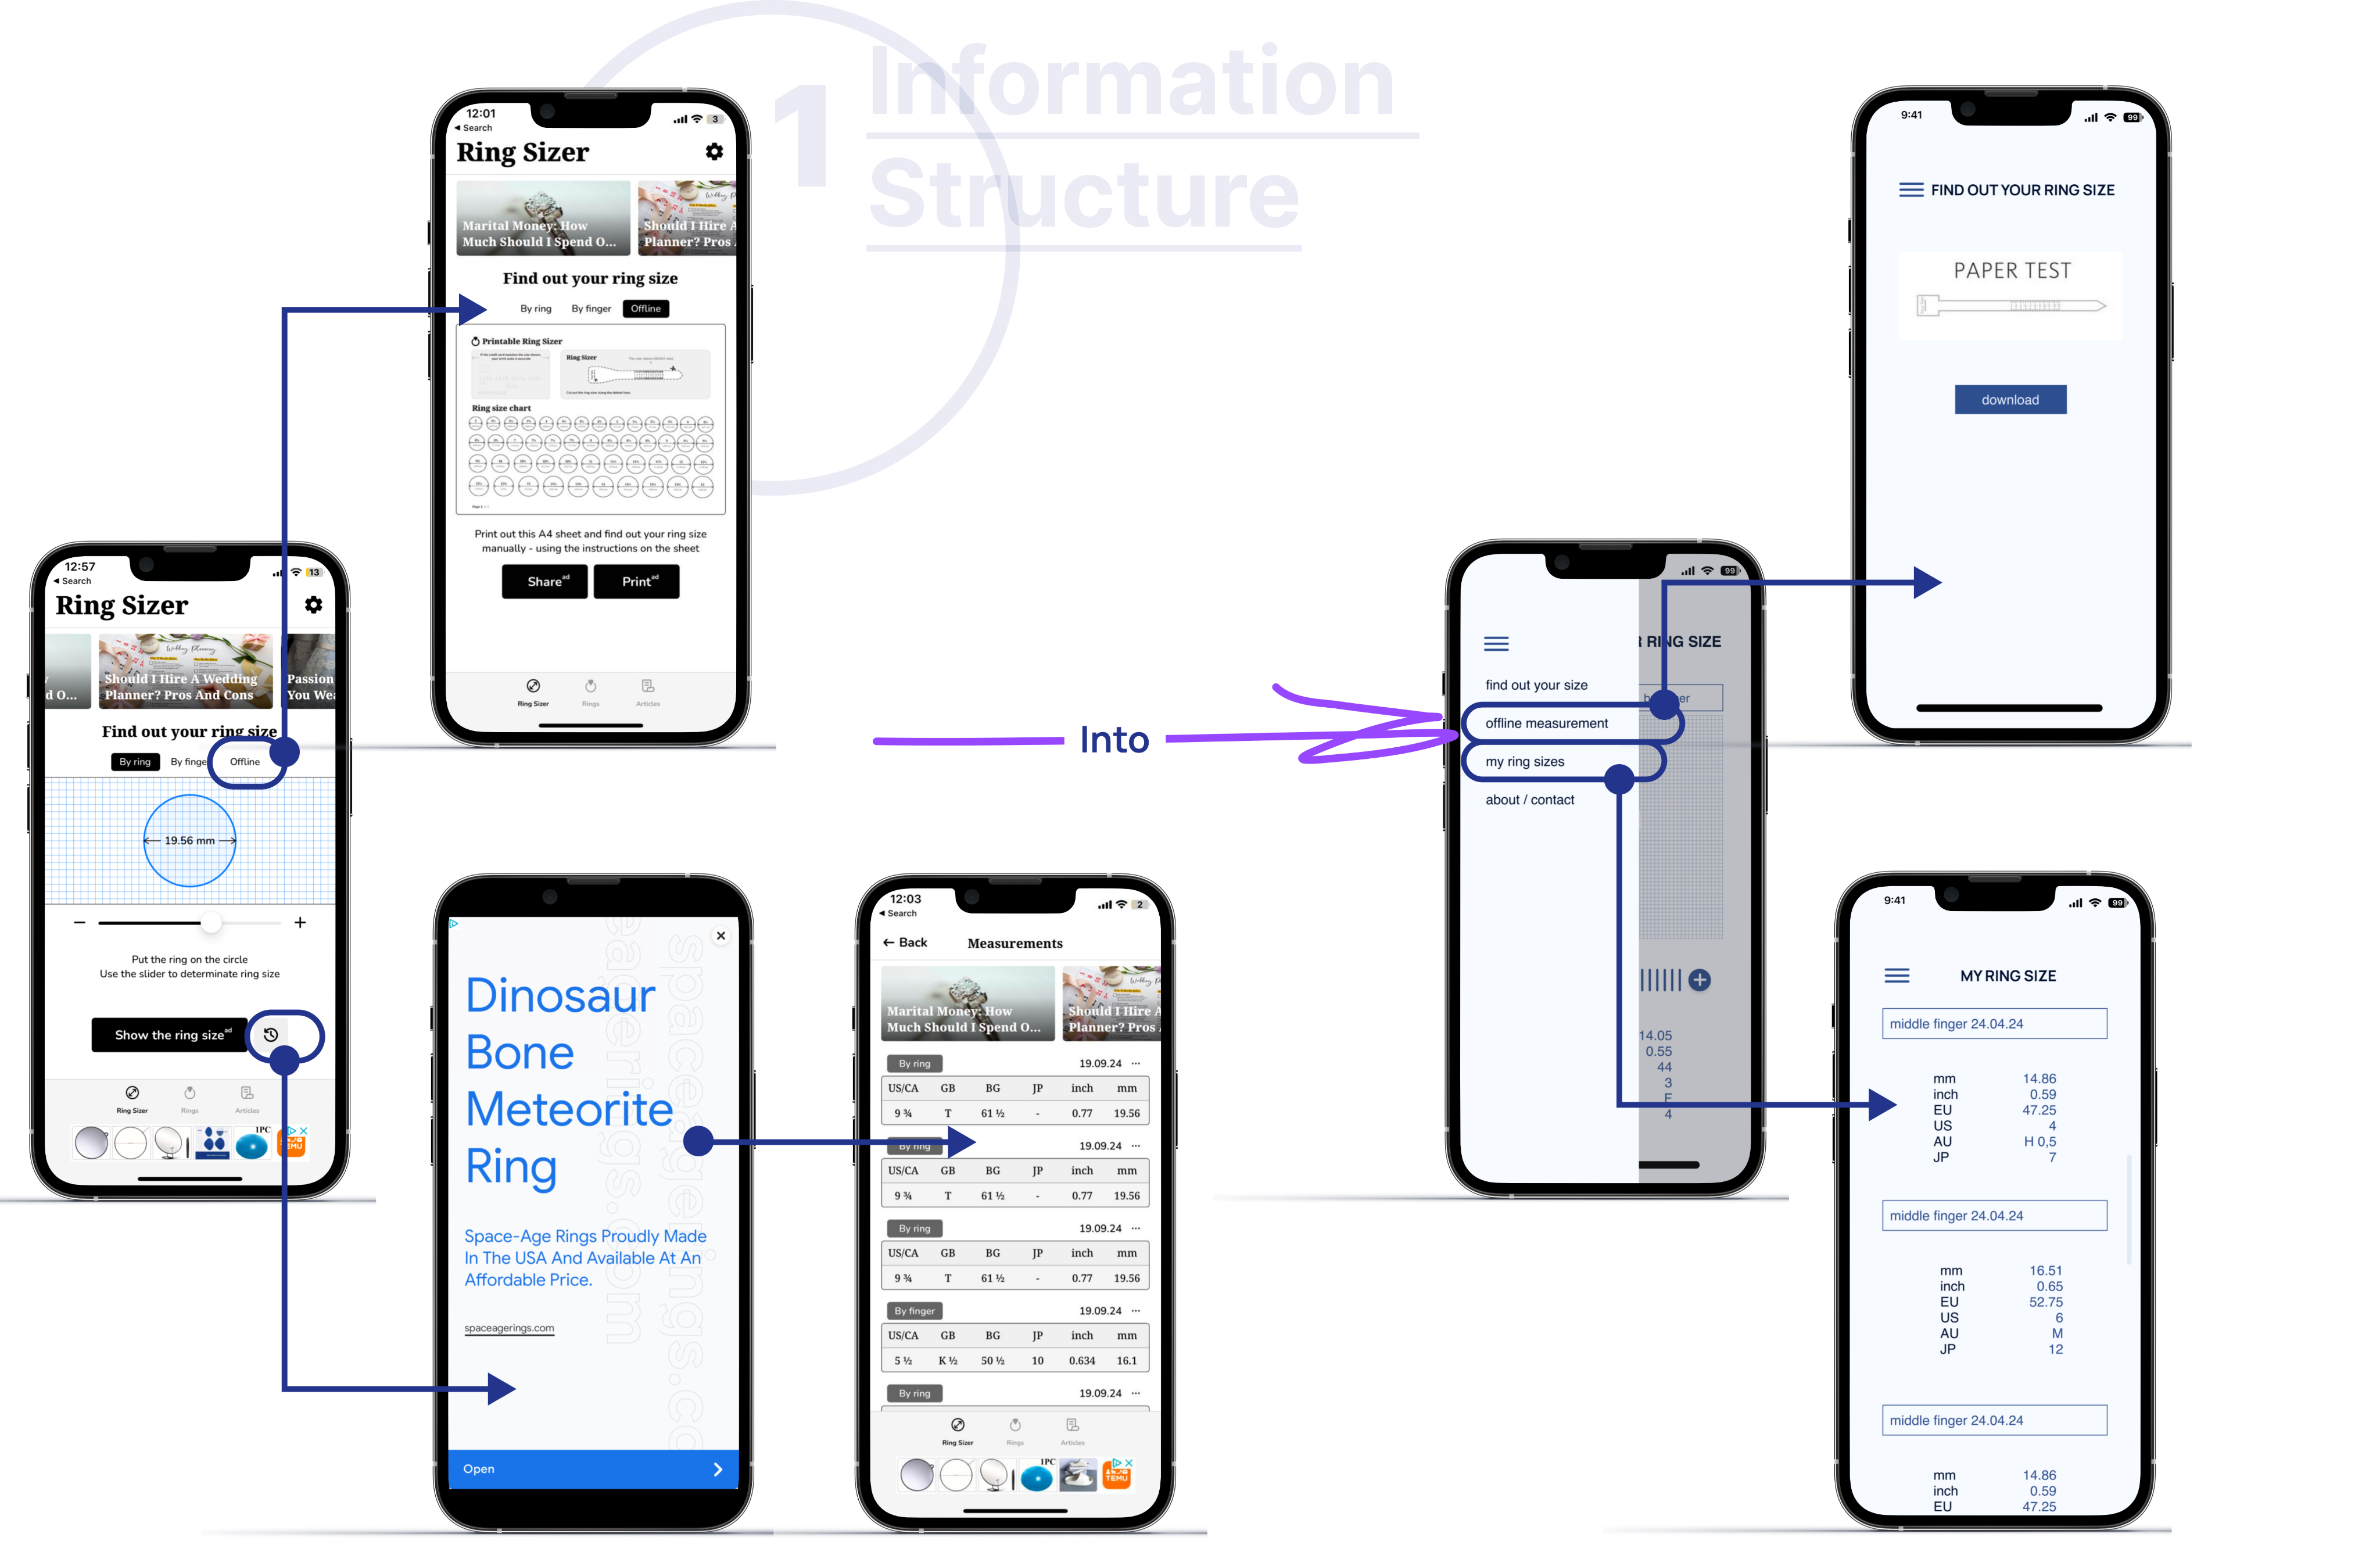 1
Information
Structure
12:01
Search
3
Ring Sizer
Marital Money: How
Much Should I Spend O...
Should I Hire A
Planner? Pros
Find out your ring size
By ring By finger Offline
Printable Ring Sizer
Ring Sizer
Ring size chart
Print out this A4 sheet and find out your ring size
manually - using the instructions on the sheet
Share ad Print ad
Ring Sizer Rings Articles
12:57
Search
13
Ring Sizer
d O...
Wedding Planning
Should I Hire A Wedding
Planner? Pros And Cons
Passion
You Wea
Find out your ring size
By ring By finge Offline
19.56 mm
− +
Put the ring on the circle
Use the slider to determinate ring size
Show the ring size ad
Ring Sizer Rings Articles
1PC
TEMU
Dinosaur
Bone
Meteorite
Ring
Space-Age Rings Proudly Made
In The USA And Available At An
Affordable Price.
spaceagerings.com
Open
12:03
Search
2
Back Measurements
Marital Money: How
Much Should I Spend O...
Should I Hire A
Planner? Pros
By ring 19.09.24 ...
US/CA GB BG JP inch mm
9 ¾ T 61 ½ - 0.77 19.56
By ring 19.09.24 ...
US/CA GB BG JP inch mm
9 ¾ T 61 ½ - 0.77 19.56
By ring 19.09.24 ...
US/CA GB BG JP inch mm
9 ¾ T 61 ½ - 0.77 19.56
By finger 19.09.24 ...
US/CA GB BG JP inch mm
5 ½ K ½ 50 ½ 10 0.634 16.1
By ring 19.09.24 ...
Ring Sizer Rings Articles
1PC
TEMU
Into
99
RING SIZE
find out your size
offline measurement
my ring sizes
about / contact
14.05
0.55
44
3
F
4
9:41
99
FIND OUT YOUR RING SIZE
PAPER TEST
download
9:41
99
MY RING SIZE
middle finger 24.04.24
mm 14.86
inch 0.59
EU 47.25
US 4
AU H 0,5
JP 7
middle finger 24.04.24
mm 16.51
inch 0.65
EU 52.75
US 6
AU M
JP 12
middle finger 24.04.24
mm 14.86
inch 0.59
EU 47.25